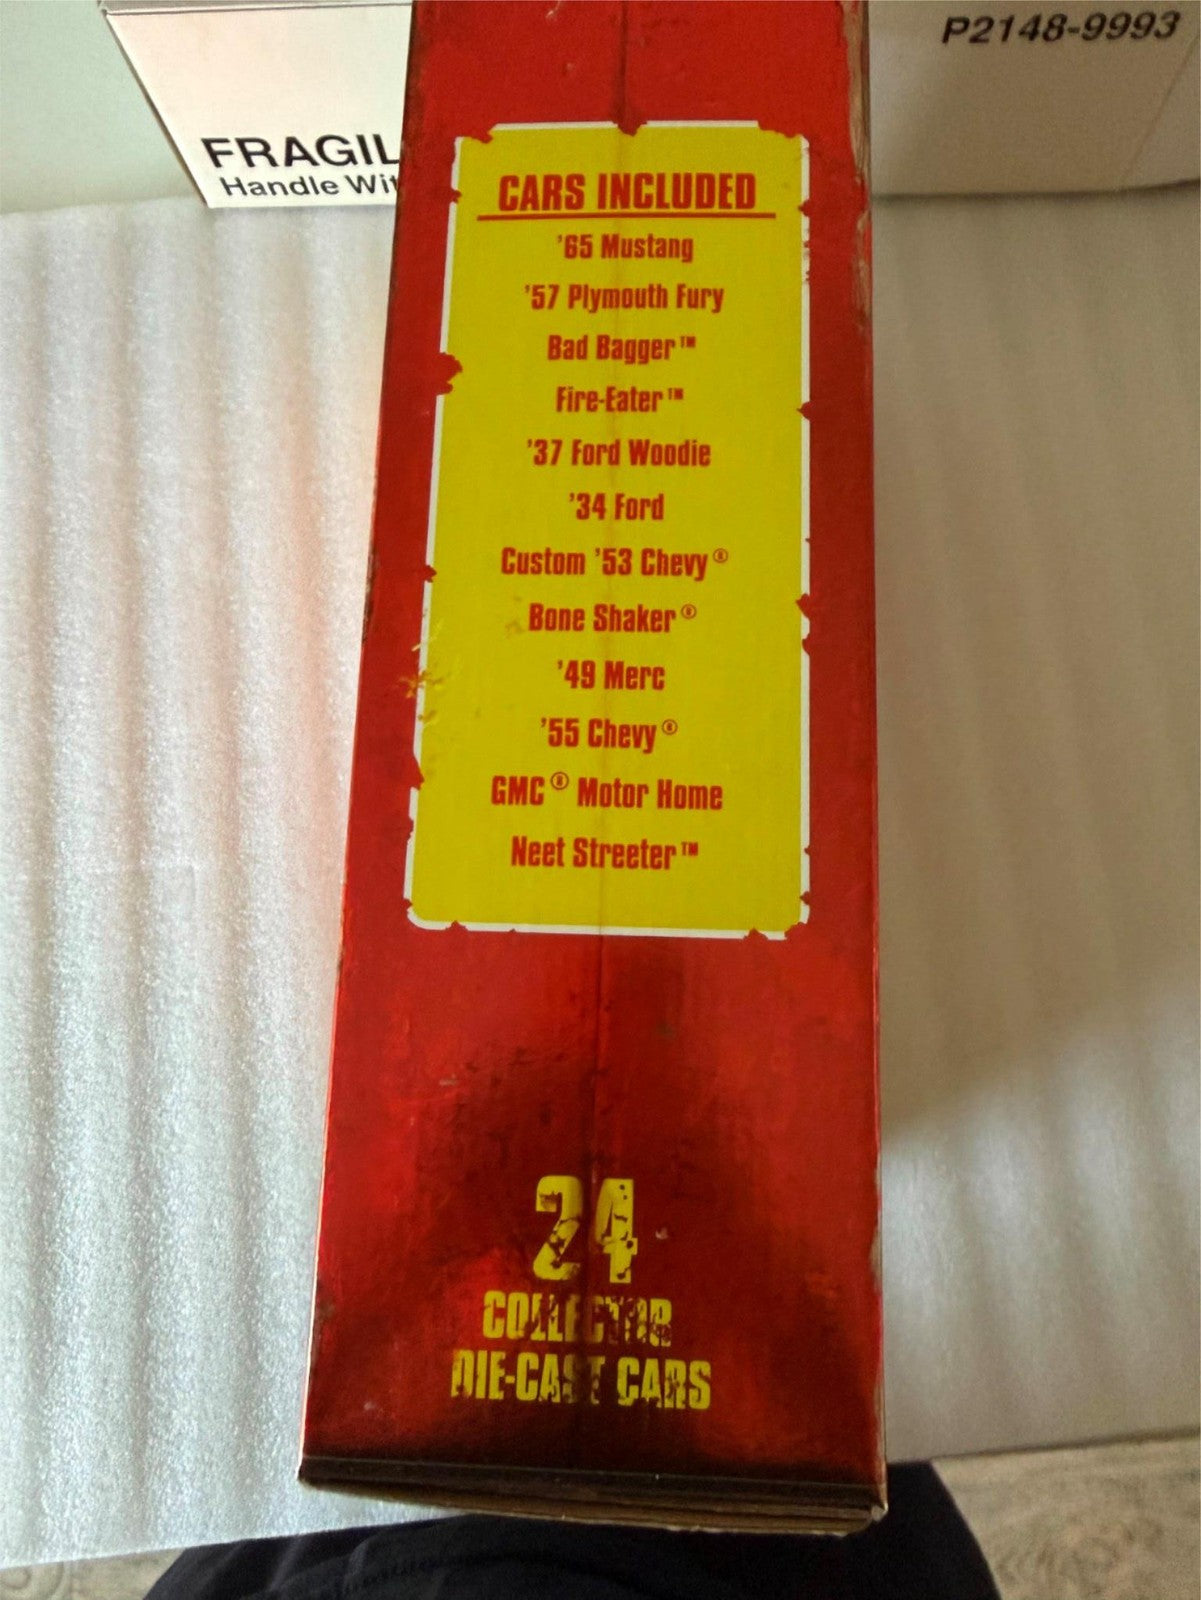 P2148-9993
FRAGIL
Handle Wit
CARS INCLUDED
'65 Mustang
'57 Plymouth Fury
Bad Bagger™
Fire-Eater™
'37 Ford Woodie
'34 Ford
Custom '53 Chevy®
Bone Shaker®
'49 Merc
'55 Chevy®
GMC® Motor Home
Neet Streeter™
24
COLLECTOR
DIE-CAST CARS